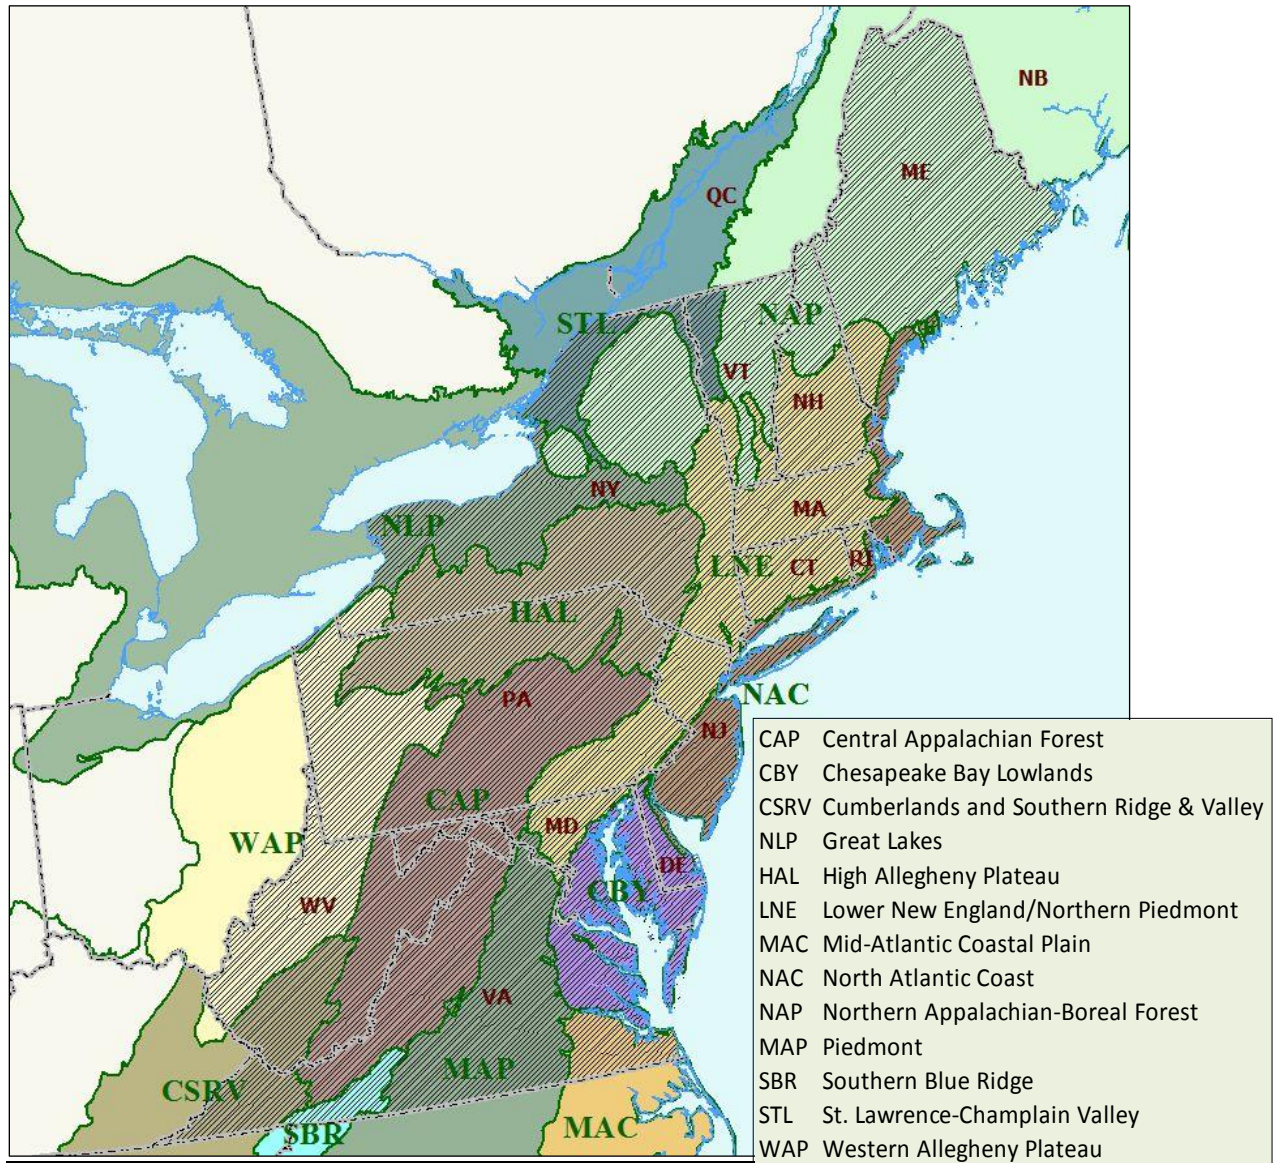 NB
ME
QC
STL
NAP
VT
NH
NY
MA
NLP
LNE
CT
RI
HAL
PA
NAC
NJ
CAP
MD
WAP
DE
CBY
WV
VA
MAP
CSRV
SBR
MAC
CAP Central Appalachian Forest
CBY Chesapeake Bay Lowlands
CSRV Cumberlands and Southern Ridge & Valley
NLP Great Lakes
HAL High Allegheny Plateau
LNE Lower New England/Northern Piedmont
MAC Mid-Atlantic Coastal Plain
NAC North Atlantic Coast
NAP Northern Appalachian-Boreal Forest
MAP Piedmont
SBR Southern Blue Ridge
STL St. Lawrence-Champlain Valley
WAP Western Allegheny Plateau